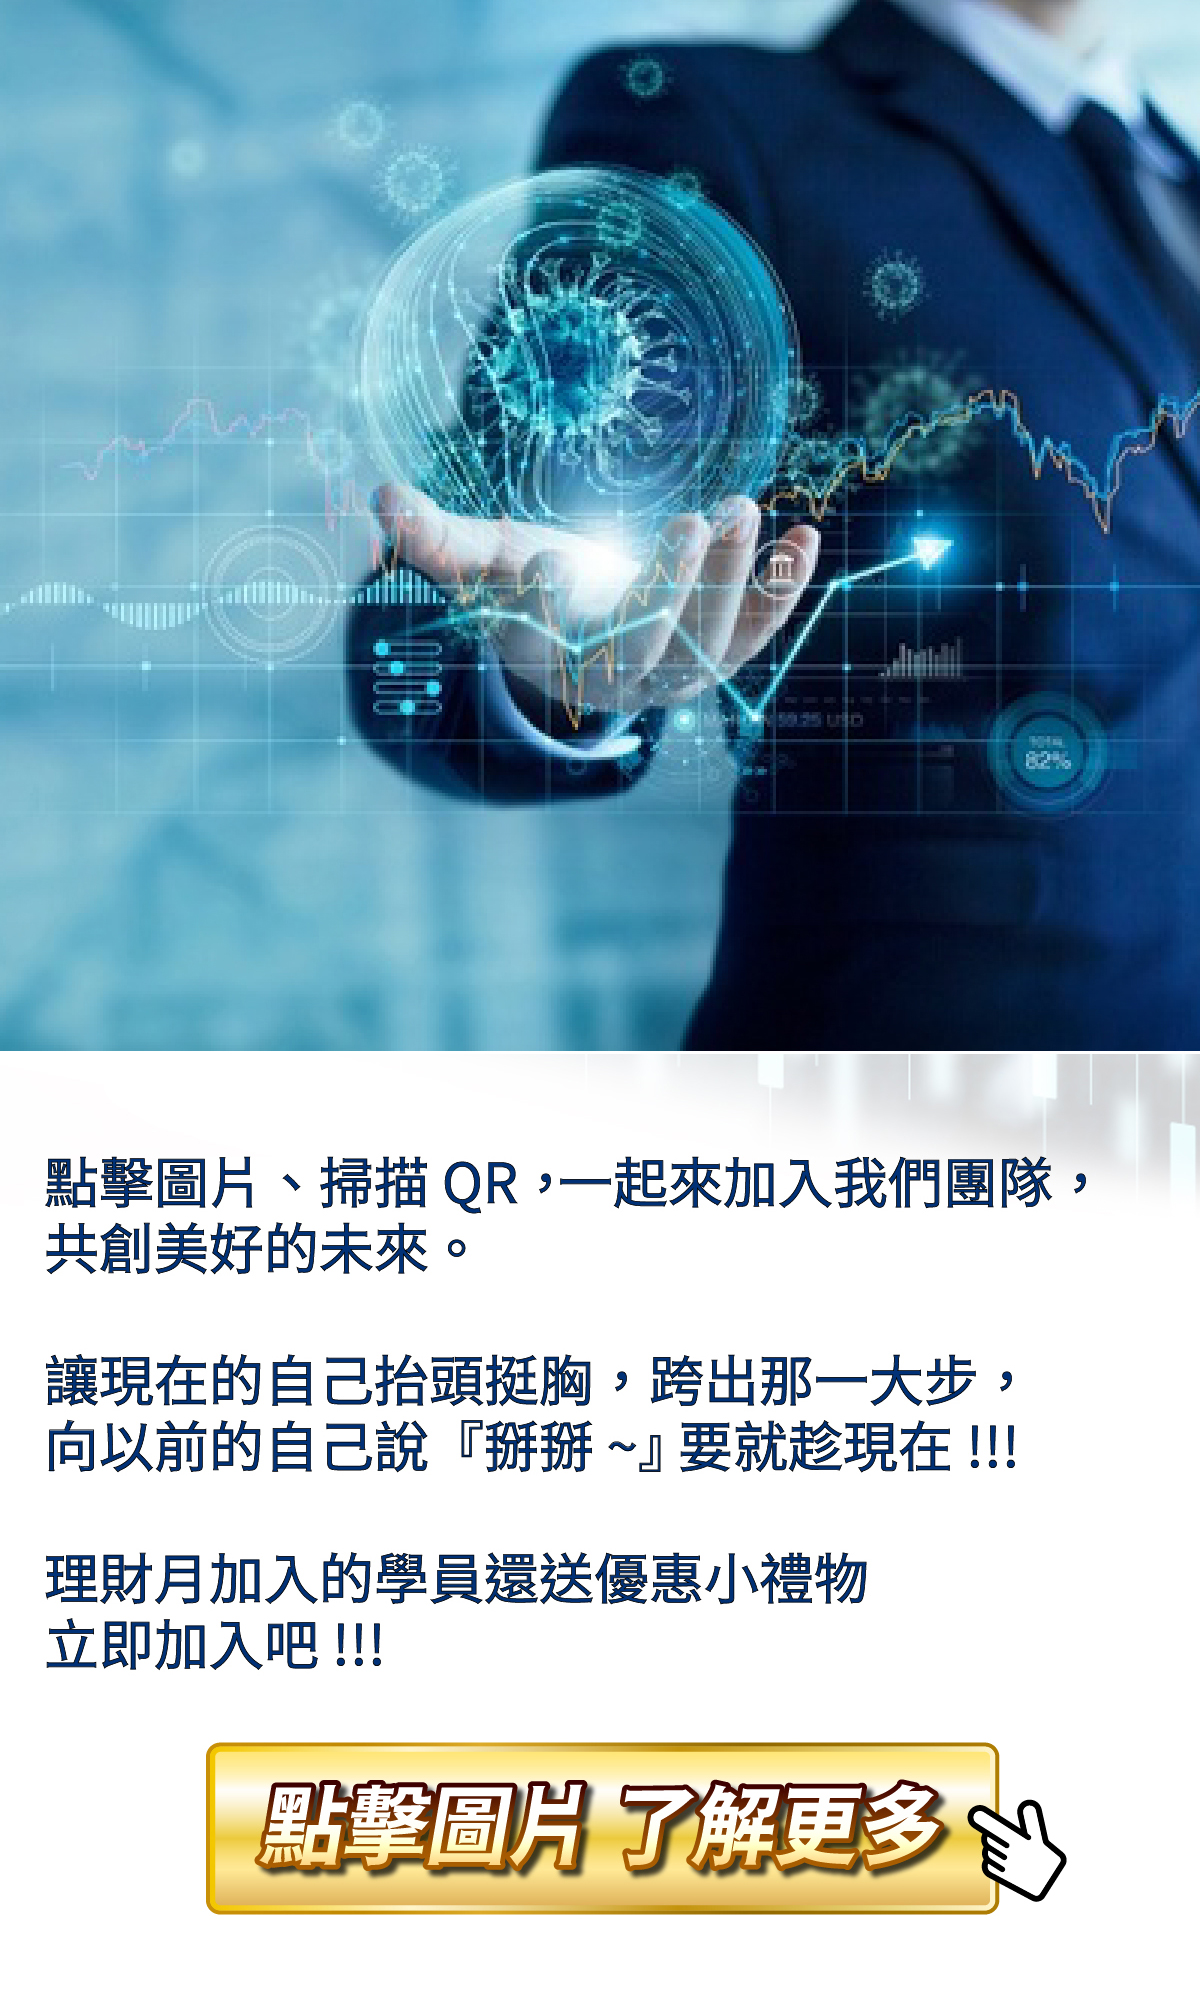 TOTAL
82%
點擊圖片、掃描 QR，一起來加入我們團隊，
共創美好的未來。
讓現在的自己抬頭挺胸，跨出那一大步，
向以前的自己說『掰掰 ~』要就趁現在 !!!
理財月加入的學員還送優惠小禮物
立即加入吧 !!!
點擊圖片 了解更多